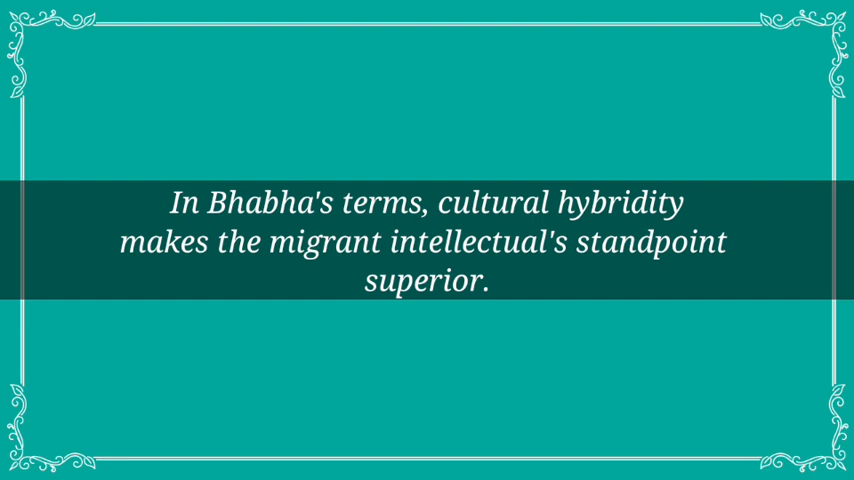 In Bhabha's terms, cultural hybridity
makes the migrant intellectual's standpoint
superior.